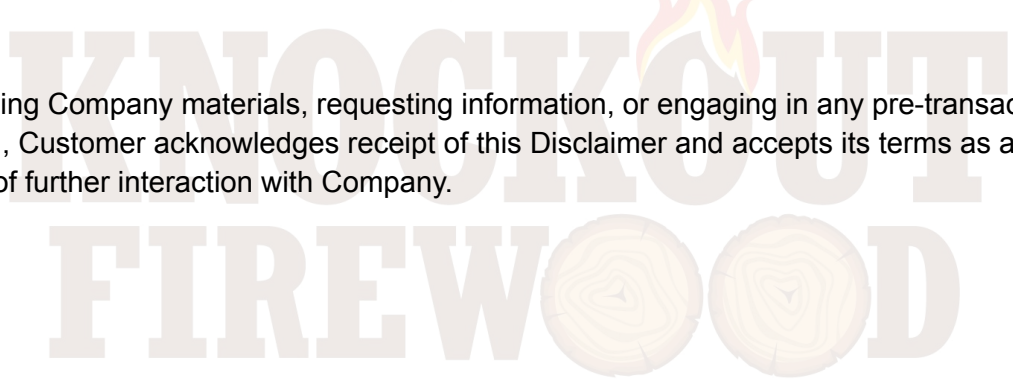 KNOCKOUT
ing Company materials, requesting information, or engaging in any pre-transac
, Customer acknowledges receipt of this Disclaimer and accepts its terms as a
of further interaction with Company.
FIREWOOD